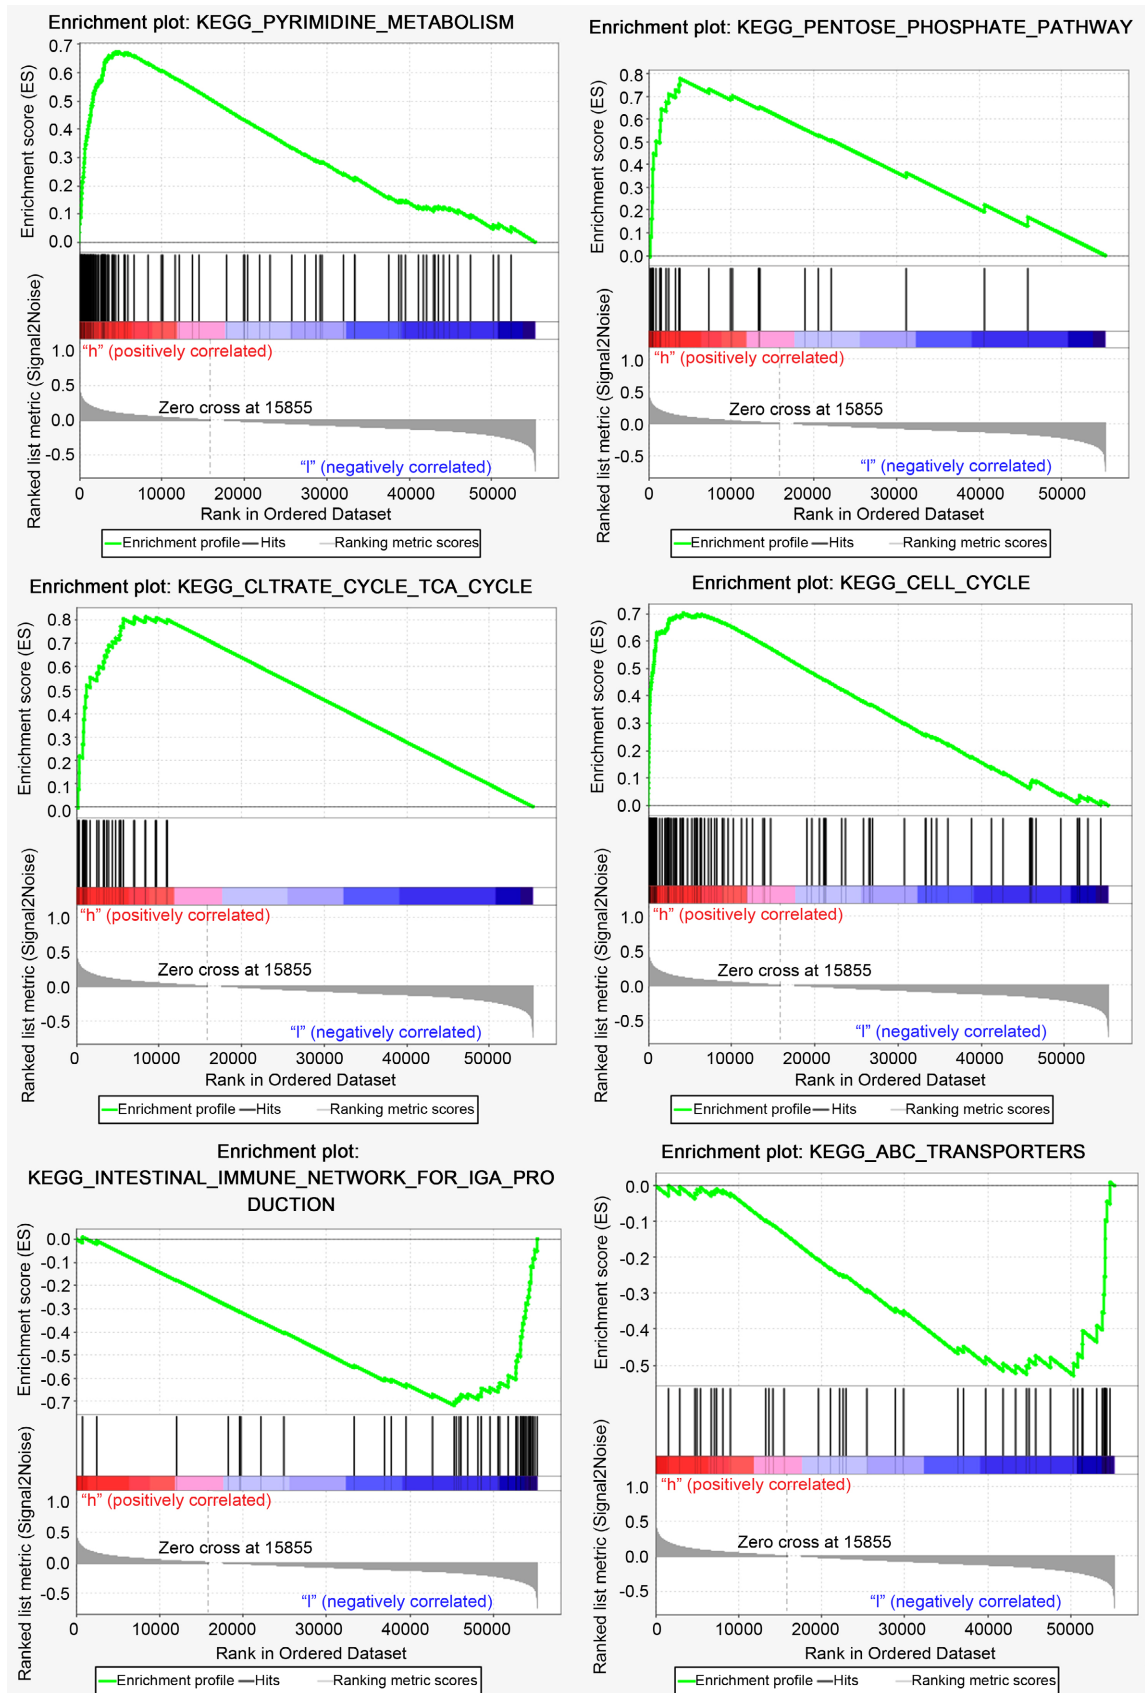 Enrichment plot: KEGG_PYRIMIDINE_METABOLISM
Enrichment score (ES)
0.7
0.6
0.5
0.4
0.3
0.2
0.1
0.0
Ranked list metric (Signal2Noise)
"h" (positively correlated)
1.0
0.5
0.0
-0.5
Zero cross at 15855
"l" (negatively correlated)
0 10000 20000 30000 40000 50000
Rank in Ordered Dataset
Enrichment profile Hits Ranking metric scores
Enrichment plot: KEGG_PENTOSE_PHOSPHATE_PATHWAY
Enrichment score (ES)
0.8
0.7
0.6
0.5
0.4
0.3
0.2
0.1
0.0
Ranked list metric (Signal2Noise)
"h" (positively correlated)
1.0
0.5
0.0
-0.5
Zero cross at 15855
"l" (negatively correlated)
0 10000 20000 30000 40000 50000
Rank in Ordered Dataset
Enrichment profile Hits Ranking metric scores
Enrichment plot: KEGG_CLTRATE_CYCLE_TCA_CYCLE
Enrichment score (ES)
0.8
0.7
0.6
0.5
0.4
0.3
0.2
0.1
0.0
Ranked list metric (Signal2Noise)
"h" (positively correlated)
1.0
0.5
0.0
-0.5
Zero cross at 15855
"l" (negatively correlated)
0 10000 20000 30000 40000 50000
Rank in Ordered Dataset
Enrichment profile Hits Ranking metric scores
Enrichment plot: KEGG_CELL_CYCLE
Enrichment score (ES)
0.7
0.6
0.5
0.4
0.3
0.2
0.1
0.0
Ranked list metric (Signal2Noise)
"h" (positively correlated)
1.0
0.5
0.0
-0.5
Zero cross at 15855
"l" (negatively correlated)
0 10000 20000 30000 40000 50000
Rank in Ordered Dataset
Enrichment profile Hits Ranking metric scores
Enrichment plot:
KEGG_INTESTINAL_IMMUNE_NETWORK_FOR_IGA_PRO
DUCTION
Enrichment score (ES)
0.0
-0.1
-0.2
-0.3
-0.4
-0.5
-0.6
-0.7
Ranked list metric (Signal2Noise)
"h" (positively correlated)
1.0
0.5
0.0
-0.5
Zero cross at 15855
"l" (negatively correlated)
0 10000 20000 30000 40000 50000
Rank in Ordered Dataset
Enrichment profile Hits Ranking metric scores
Enrichment plot: KEGG_ABC_TRANSPORTERS
Enrichment score (ES)
0.0
-0.1
-0.2
-0.3
-0.4
-0.5
Ranked list metric (Signal2Noise)
"h" (positively correlated)
1.0
0.5
0.0
-0.5
Zero cross at 15855
"l" (negatively correlated)
0 10000 20000 30000 40000 50000
Rank in Ordered Dataset
Enrichment profile Hits Ranking metric scores